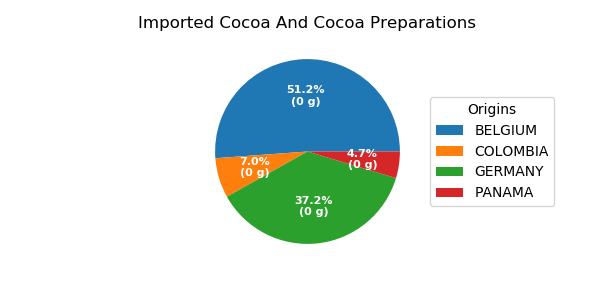 Imported Cocoa And Cocoa Preparations
51.2%
(0 g)
7.0%
(0 g)
4.7%
(0 g)
37.2%
(0 g)
Origins
BELGIUM
COLOMBIA
GERMANY
PANAMA